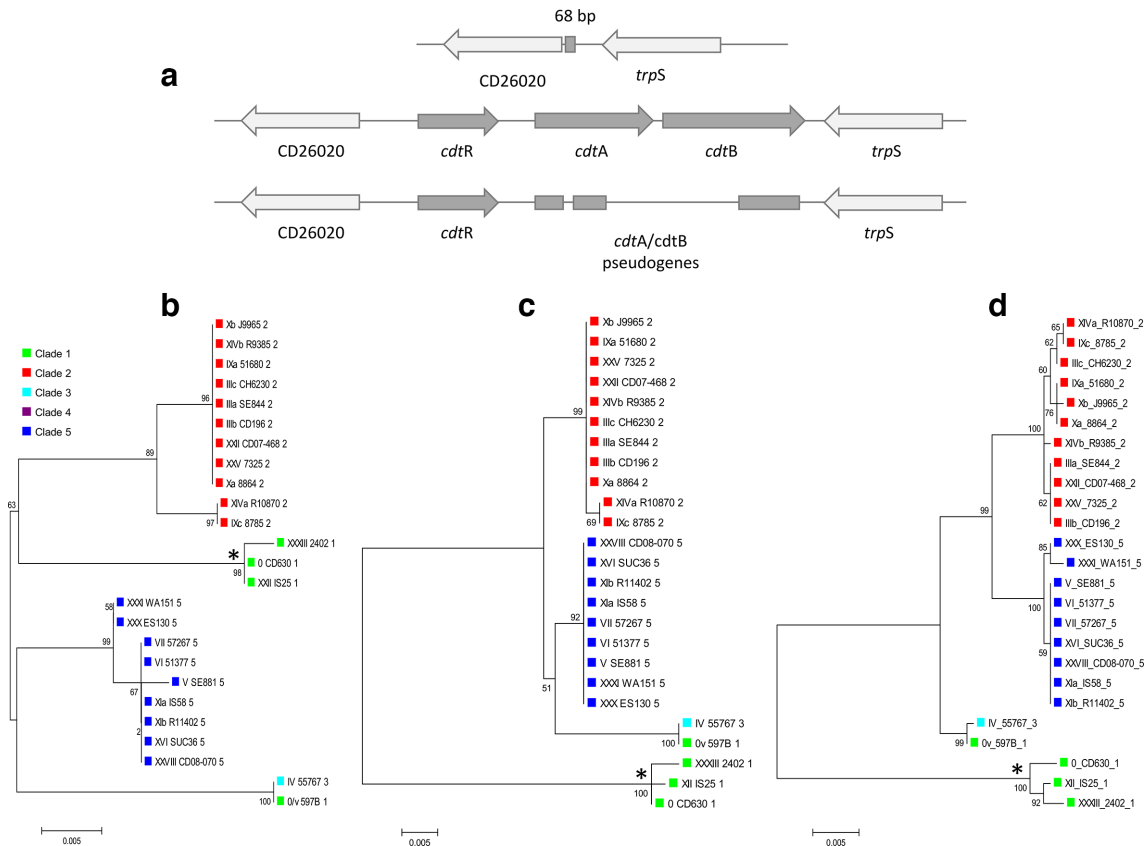 68 bp
a
CD26020
trpS
CD26020
cdtR
cdtA
cdtB
trpS
CD26020
cdtR
cdtA/cdtB
pseudogenes
trpS
b
Clade 1
Clade 2
Clade 3
Clade 4
Clade 5
Xb J9965 2
XIVb R9385 2
IXa 51680 2
IIIc CH6230 2
IIIa SE844 2
IIIb CD196 2
XXII CD07-468 2
XXV 7325 2
Xa 8864 2
XIVa R10870 2
IXc 8785 2
XXXIII 2402 1
0 CD630 1
XXII IS25 1
XXXI WA151 5
XXX ES130 5
VII 57267 5
VI 51377 5
V SE881 5
XIa IS58 5
XIb R11402 5
XVI SUC36 5
XXVIII CD08-070 5
IV 55767 3
0/v 597B 1
96
89
97
63
*
98
58
99
67
2
100
0.005
c
Xb J9965 2
IXa 51680 2
XXV 7325 2
XXII CD07-468 2
XIVb R9385 2
IIIc CH6230 2
IIIa SE844 2
IIIb CD196 2
Xa 8864 2
XIVa R10870 2
IXc 8785 2
XXVIII CD08-070 5
XVI SUC36 5
XIb R11402 5
XIa IS58 5
VII 57267 5
VI 51377 5
V SE881 5
XXXI WA151 5
XXX ES130 5
IV 55767 3
0v 597B 1
XXXIII 2402 1
XII IS25 1
0 CD630 1
99
69
92
51
100
*
100
0.005
d
XIVa_R10870_2
IXc_8785_2
IIIc_CH6230_2
IXa_51680_2
Xb_J9965_2
Xa_8864_2
XIVb_R9385_2
IIIa_SE844_2
XXII_CD07-468_2
XXV_7325_2
IIIb_CD196_2
XXX_ES130_5
XXXI_WA151_5
V_SE881_5
VI_51377_5
VII_57267_5
XVI_SUC36_5
XXVIII_CD08-070_5
XIa_IS58_5
XIb_R11402_5
IV_55767_3
0v_597B_1
0_CD630_1
XII_IS25_1
XXXIII_2402_1
65
62
60
76
100
62
99
85
100
59
99
*
100
92
0.005